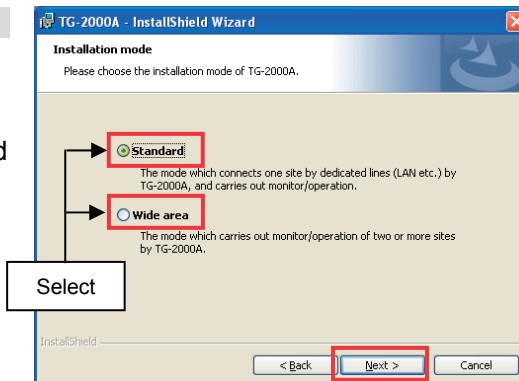 TG-2000A - InstallShield Wizard
Installation mode
Please choose the installation mode of TG-2000A.
Standard
The mode which connects one site by dedicated lines (LAN etc.) by
TG-2000A, and carries out monitor/operation.
Wide area
The mode which carries out monitor/operation of two or more sites
by TG-2000A.
Select
InstallShield
< Back
Next >
Cancel